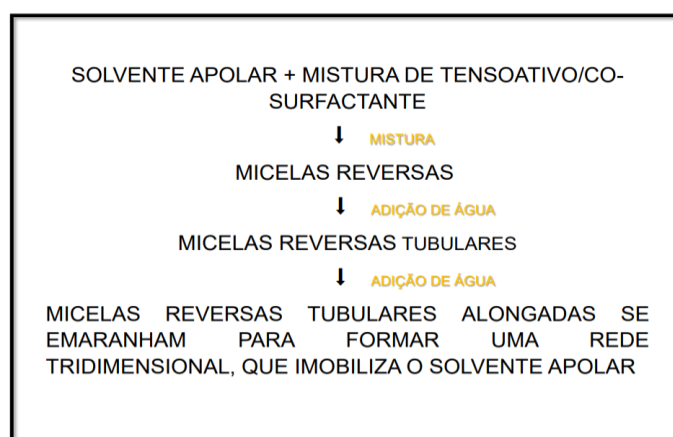 SOLVENTE APOLAR + MISTURA DE TENSOATIVO/CO-
SURFACTANTE
MISTURA
MICELAS REVERSAS
ADIÇÃO DE ÁGUA
MICELAS REVERSAS TUBULARES
ADIÇÃO DE ÁGUA
MICELAS REVERSAS TUBULARES ALONGADAS SE
EMARANHAM PARA FORMAR UMA REDE
TRIDIMENSIONAL, QUE IMOBILIZA O SOLVENTE APOLAR